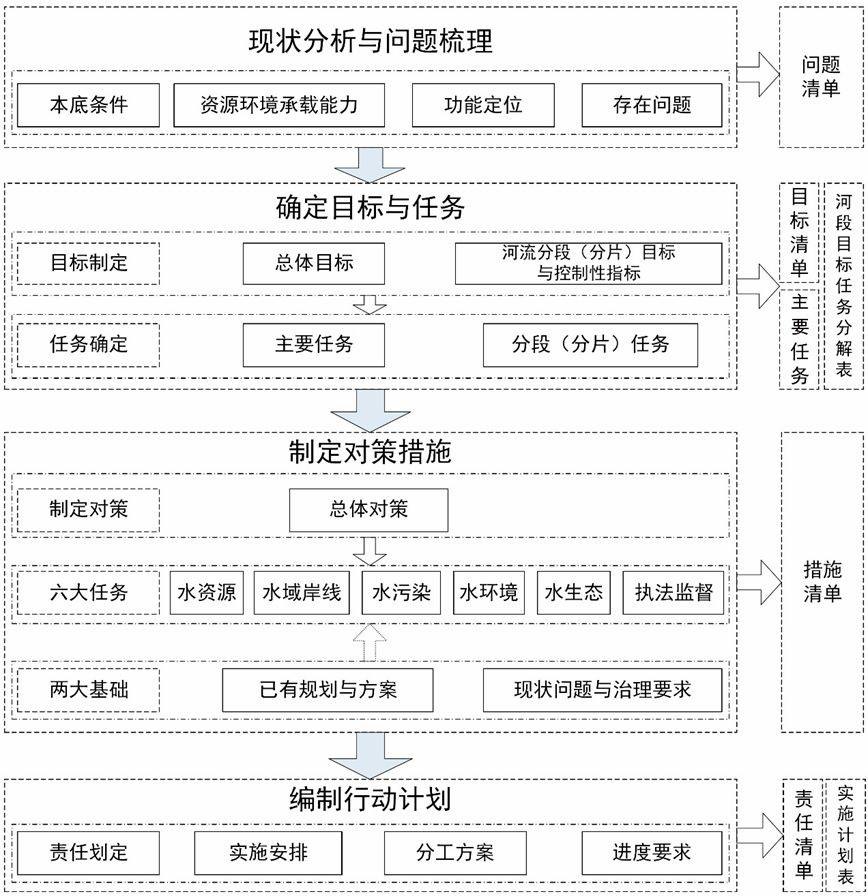 现状分析与问题梳理
本底条件
资源环境承载能力
功能定位
存在问题
问题
清单
确定目标与任务
目标制定
总体目标
河流分段（分片）目标
与控制性指标
任务确定
主要任务
分段（分片）任务
目标清单
主要任务
河段目标任务分解表
制定对策措施
制定对策
总体对策
六大任务
水资源
水域岸线
水污染
水环境
水生态
执法监督
两大基础
已有规划与方案
现状问题与治理要求
措施
清单
编制行动计划
责任划定
实施安排
分工方案
进度要求
责任清单
实施计划表